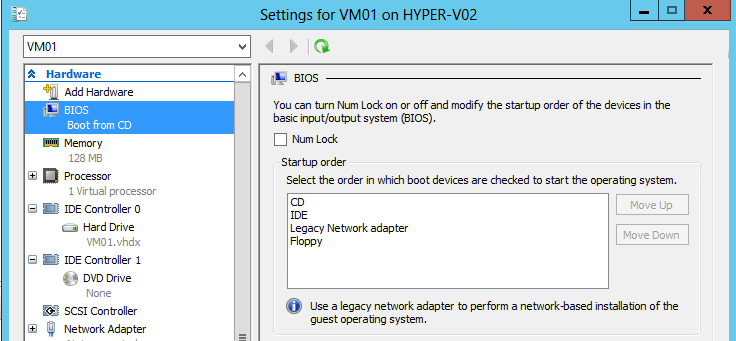 Settings for VM01 on HYPER-V02
VM01
Hardware
Add Hardware
BIOS
Boot from CD
Memory
128 MB
Processor
1 Virtual processor
IDE Controller 0
Hard Drive
VM01.vhdx
IDE Controller 1
DVD Drive
None
SCSI Controller
Network Adapter
BIOS
You can turn Num Lock on or off and modify the startup order of the devices in the
basic input/output system (BIOS).
Num Lock
Startup order
Select the order in which boot devices are checked to start the operating system.
CD
IDE
Legacy Network adapter
Floppy
Move Up
Move Down
Use a legacy network adapter to perform a network-based installation of the
guest operating system.